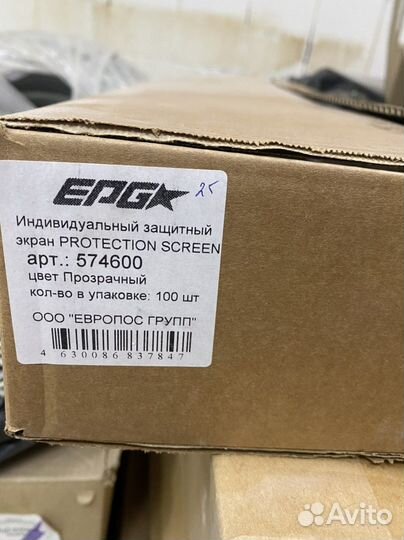 EPG
25
Индивидуальный защитный
экран PROTECTION SCREEN
арт.: 574600
цвет Прозрачный
кол-во в упаковке: 100 шт
ООО "ЕВРОПОС ГРУПП"
4 630086 837847
Avito